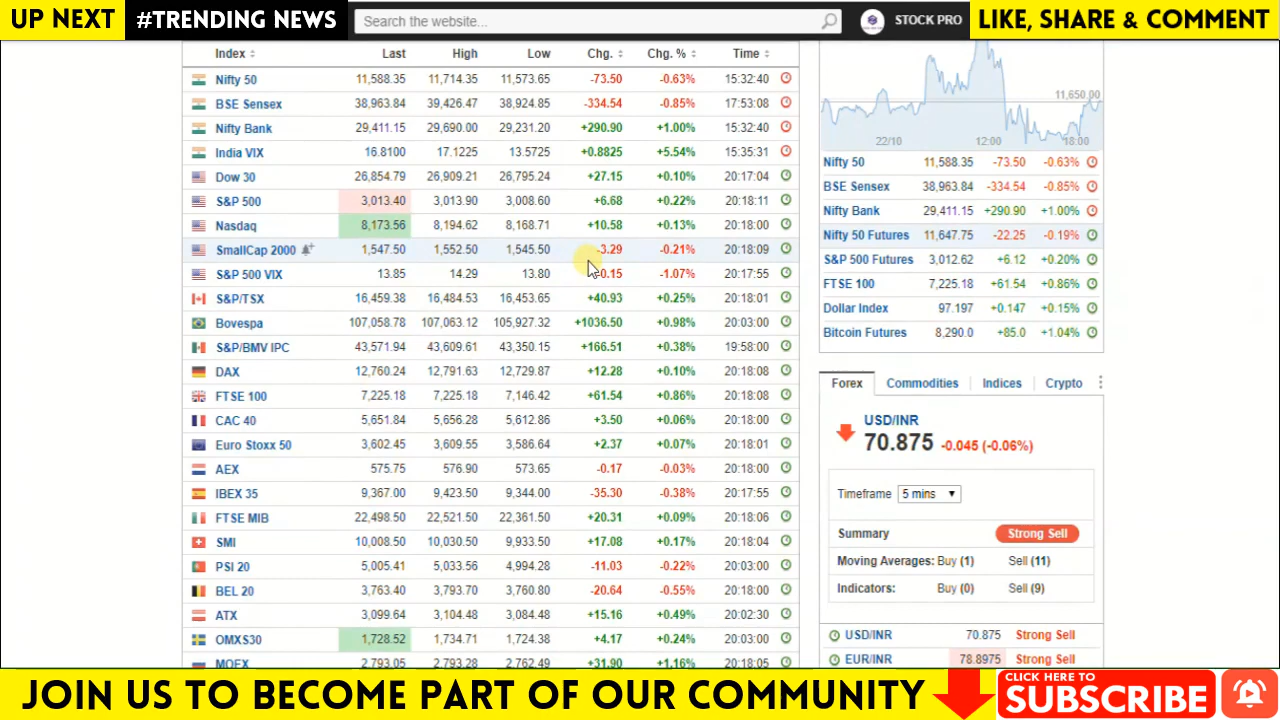 UP NEXT #TRENDING NEWS Search the website... STOCK PRO LIKE, SHARE & COMMENT
Index Last High Low Chg. Chg. % Time
Nifty 50 11,588.35 11,714.35 11,573.65 -73.50 -0.63% 15:32:40
BSE Sensex 38,963.84 39,426.47 38,924.85 -334.54 -0.85% 17:53:08
Nifty Bank 29,411.15 29,690.00 29,231.20 +290.90 +1.00% 15:32:40
India VIX 16.8100 17.1225 13.5725 +0.8825 +5.54% 15:35:31
Dow 30 26,854.79 26,909.21 26,795.24 +27.15 +0.10% 20:17:04
S&P 500 3,013.40 3,013.90 3,008.60 +6.68 +0.22% 20:18:11
Nasdaq 8,173.56 8,194.62 8,168.71 +10.58 +0.13% 20:18:00
SmallCap 2000 1,547.50 1,552.50 1,545.50 -3.29 -0.21% 20:18:09
S&P 500 VIX 13.85 14.29 13.80 -0.15 -1.07% 20:17:55
S&P/TSX 16,459.38 16,484.53 16,453.65 +40.93 +0.25% 20:18:01
Bovespa 107,058.78 107,063.12 105,927.32 +1036.50 +0.98% 20:03:00
S&P/BMV IPC 43,571.94 43,609.61 43,350.15 +166.51 +0.38% 19:58:00
DAX 12,760.24 12,791.63 12,729.87 +12.28 +0.10% 20:18:08
FTSE 100 7,225.18 7,225.18 7,146.42 +61.54 +0.86% 20:18:08
CAC 40 5,651.84 5,656.28 5,612.86 +3.50 +0.06% 20:18:00
Euro Stoxx 50 3,602.45 3,609.55 3,586.64 +2.37 +0.07% 20:18:01
AEX 575.75 576.90 573.65 -0.17 -0.03% 20:18:00
IBEX 35 9,367.00 9,423.50 9,344.00 -35.30 -0.38% 20:17:55
FTSE MIB 22,498.50 22,521.50 22,361.50 +20.31 +0.09% 20:18:06
SMI 10,008.50 10,030.50 9,933.50 +17.08 +0.17% 20:18:04
PSI 20 5,005.41 5,033.56 4,994.28 -11.03 -0.22% 20:03:00
BEL 20 3,763.40 3,793.70 3,760.80 -20.64 -0.55% 20:18:00
ATX 3,099.64 3,104.48 3,084.48 +15.16 +0.49% 20:02:30
OMXS30 1,728.52 1,734.71 1,724.38 +4.17 +0.24% 20:03:00
MOEX 2,793.05 2,793.28 2,762.49 +31.90 +1.16% 20:18:05
11,650.00
22/10 12:00 18:00
Nifty 50 11,588.35 -73.50 -0.63%
BSE Sensex 38,963.84 -334.54 -0.85%
Nifty Bank 29,411.15 +290.90 +1.00%
Nifty 50 Futures 11,647.75 -22.25 -0.19%
S&P 500 Futures 3,012.62 +6.12 +0.20%
FTSE 100 7,225.18 +61.54 +0.86%
Dollar Index 97.197 +0.147 +0.15%
Bitcoin Futures 8,290.0 +85.0 +1.04%
Forex Commodities Indices Crypto
USD/INR
70.875 -0.045 (-0.06%)
Timeframe 5 mins
Summary Strong Sell
Moving Averages: Buy (1) Sell (11)
Indicators: Buy (0) Sell (9)
USD/INR 70.875 Strong Sell
EUR/INR 78.8975 Strong Sell
JOIN US TO BECOME PART OF OUR COMMUNITY
CLICK HERE TO
SUBSCRIBE